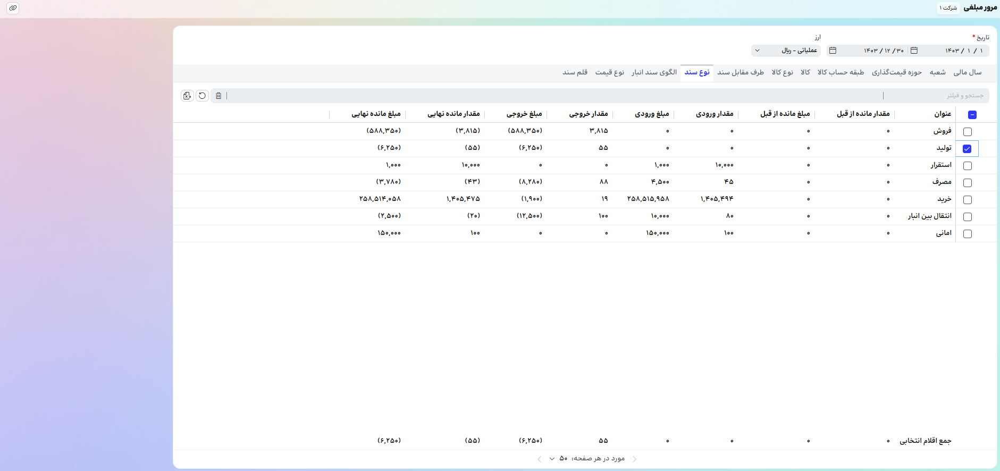 مرور مبلغی شرکت ۱
تاریخ * ارز
۱ / ۱ / ۱۴۰۳ ۳۰ / ۱۲ / ۱۴۰۳ عملیاتی - ریال
سال مالی شعبه حوزه قیمت‌گذاری طبقه حساب کالا کالا نوع کالا طرف مقابل سند نوع سند الگوی سند انبار نوع قیمت قلم سند
جستجو و فیلتر
عنوان مقدار مانده از قبل مبلغ مانده از قبل مقدار ورودی مبلغ ورودی مقدار خروجی مبلغ خروجی مقدار مانده نهایی مبلغ مانده نهایی
فروش ۰ ۰ ۰ ۰ ۳,۸۱۵ (۵۸۸,۳۵۰) (۳,۸۱۵) (۵۸۸,۳۵۰)
تولید ۰ ۰ ۰ ۰ ۵۵ (۶,۲۵۰) (۵۵) (۶,۲۵۰)
استقرار ۰ ۰ ۱۰,۰۰۰ ۱,۰۰۰ ۰ ۰ ۱۰,۰۰۰ ۱,۰۰۰
مصرف ۰ ۰ ۴۵ ۴,۵۰۰ ۸۸ (۸,۲۸۰) (۴۳) (۳,۷۸۰)
خرید ۰ ۰ ۱,۴۰۵,۴۹۴ ۲۵۸,۵۱۵,۹۵۸ ۱۹ (۱,۹۰۰) ۱,۴۰۵,۴۷۵ ۲۵۸,۵۱۴,۰۵۸
انتقال بین انبار ۰ ۰ ۸۰ ۱۰,۰۰۰ ۱۰۰ (۱۲,۵۰۰) (۲۰) (۲,۵۰۰)
امانی ۰ ۰ ۱۰۰ ۱۵۰,۰۰۰ ۰ ۰ ۱۰۰ ۱۵۰,۰۰۰
جمع اقلام انتخابی ۰ ۰ ۰ ۰ ۵۵ (۶,۲۵۰) (۵۵) (۶,۲۵۰)
مورد در هر صفحه: ۵۰